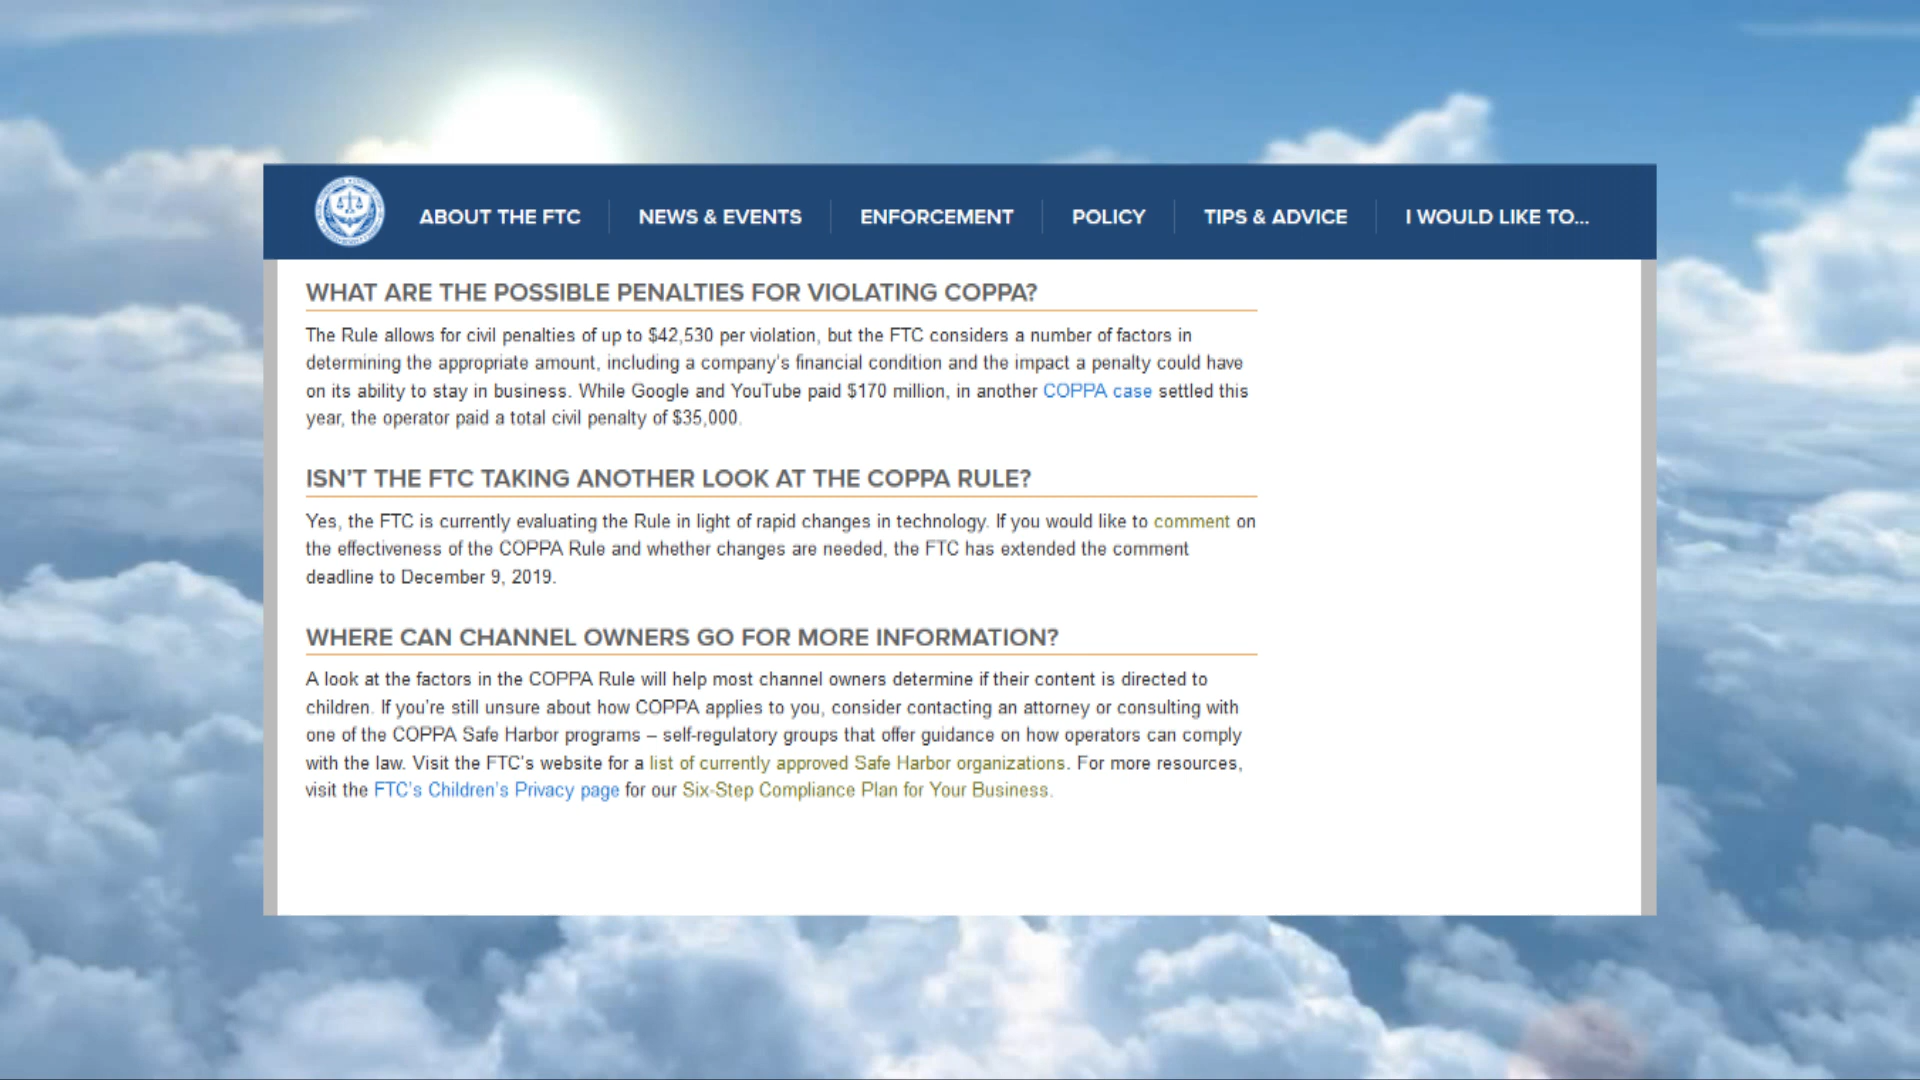 ABOUT THE FTC
NEWS & EVENTS
ENFORCEMENT
POLICY
TIPS & ADVICE
I WOULD LIKE TO...
WHAT ARE THE POSSIBLE PENALTIES FOR VIOLATING COPPA?
The Rule allows for civil penalties of up to $42,530 per violation, but the FTC considers a number of factors in
determining the appropriate amount, including a company's financial condition and the impact a penalty could have
on its ability to stay in business. While Google and YouTube paid $170 million, in another COPPA case settled this
year, the operator paid a total civil penalty of $35,000.
ISN'T THE FTC TAKING ANOTHER LOOK AT THE COPPA RULE?
Yes, the FTC is currently evaluating the Rule in light of rapid changes in technology. If you would like to comment on
the effectiveness of the COPPA Rule and whether changes are needed, the FTC has extended the comment
deadline to December 9, 2019.
WHERE CAN CHANNEL OWNERS GO FOR MORE INFORMATION?
A look at the factors in the COPPA Rule will help most channel owners determine if their content is directed to
children. If you're still unsure about how COPPA applies to you, consider contacting an attorney or consulting with
one of the COPPA Safe Harbor programs – self-regulatory groups that offer guidance on how operators can comply
with the law. Visit the FTC's website for a list of currently approved Safe Harbor organizations. For more resources,
visit the FTC's Children's Privacy page for our Six-Step Compliance Plan for Your Business.